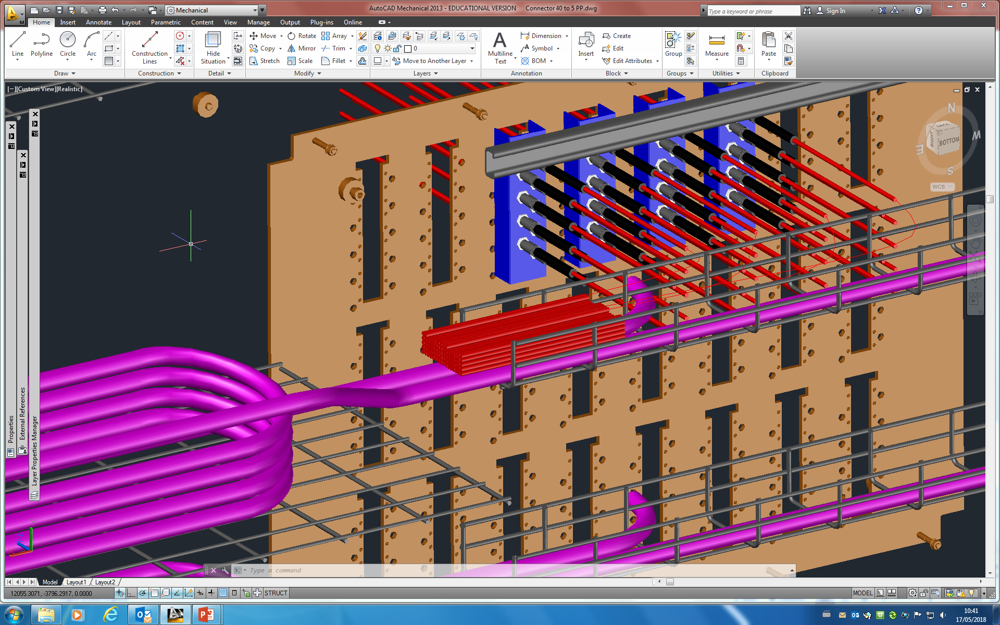 Mechanical
AutoCAD Mechanical 2013 - EDUCATIONAL VERSION Connector 40 to 5 PP.dwg
Type a keyword or phrase
Sign In
Home Insert Annotate Layout Parametric Content View Manage Output Plug-ins Online
Line Polyline Circle Arc
Draw
Construction
Lines
Construction
Hide
Situation
Detail
Move Rotate Array
Copy Mirror Trim
Stretch Scale Fillet
Modify
0
Move to Another Layer
Layers
Multiline
Text
Dimension
Symbol
BOM
Annotation
Insert
Create
Edit
Edit Attributes
Block
Group
Groups
Measure
Utilities
Paste
Clipboard
[−][Custom View][Realistic]
N
W
S
E
BACK
RIGHT
BOTTOM
WCS
Properties
External References
Layer Properties Manager
X
Type a command
Model Layout1 Layout2
12055.3071, -3796.2917, 0.0000
STRUCT
MODEL
10:41
17/05/2018